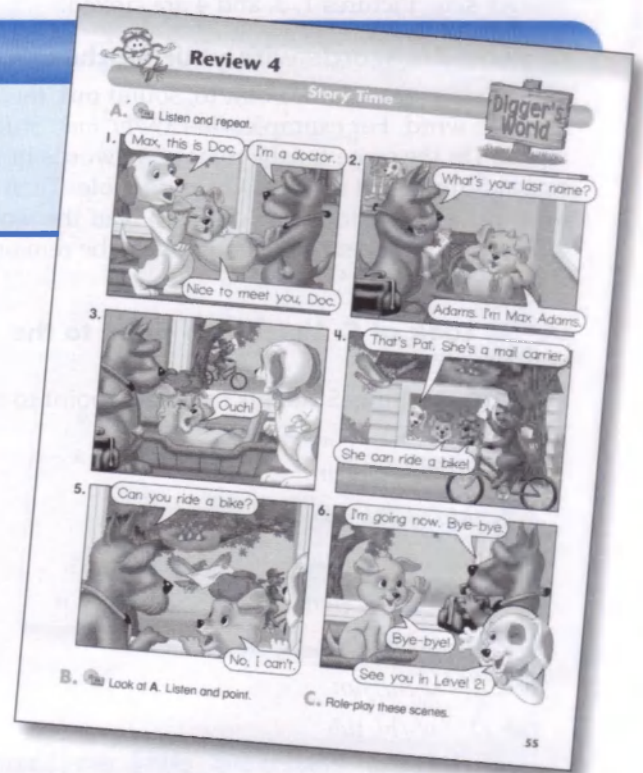 Review 4
Story Time
Digger's
World
A. Listen and repeat.
1.
Max, this is Doc.
I'm a doctor.
Nice to meet you, Doc.
2.
What's your last name?
Adams. I'm Max Adams.
3.
Ouch!
4.
That's Pat. She's a mail carrier.
She can ride a bike!
5.
Can you ride a bike?
No, I can't.
6.
I'm going now. Bye-bye.
Bye-bye!
See you in Level 2!
B. Look at A. Listen and point.
C. Role-play these scenes.
55